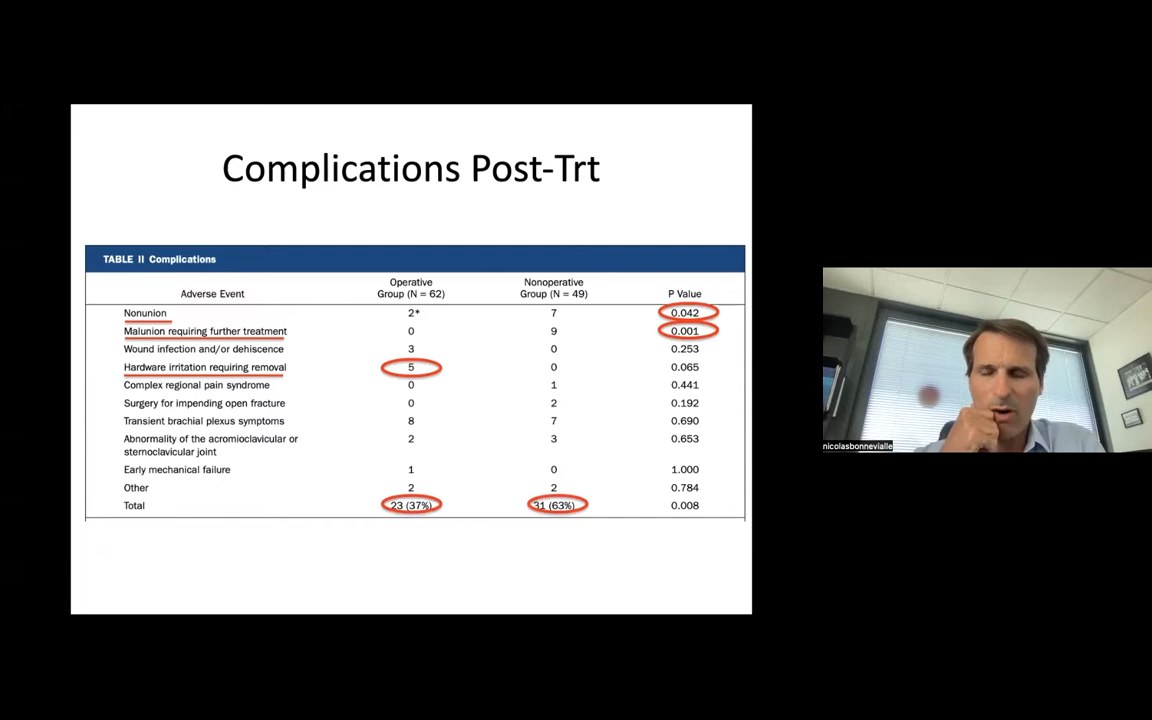 Complications Post-Trt
TABLE II Complications
Adverse Event Operative Group (N = 62) Nonoperative Group (N = 49) P Value
Nonunion 2* 7 0.042
Malunion requiring further treatment 0 9 0.001
Wound infection and/or dehiscence 3 0 0.253
Hardware irritation requiring removal 5 0 0.065
Complex regional pain syndrome 0 1 0.441
Surgery for impending open fracture 0 2 0.192
Transient brachial plexus symptoms 8 7 0.690
Abnormality of the acromioclavicular or 2 3 0.653
sternoclavicular joint
Early mechanical failure 1 0 1.000
Other 2 2 0.784
Total 23 (37%) 31 (63%) 0.008
nicolasbonnevialle